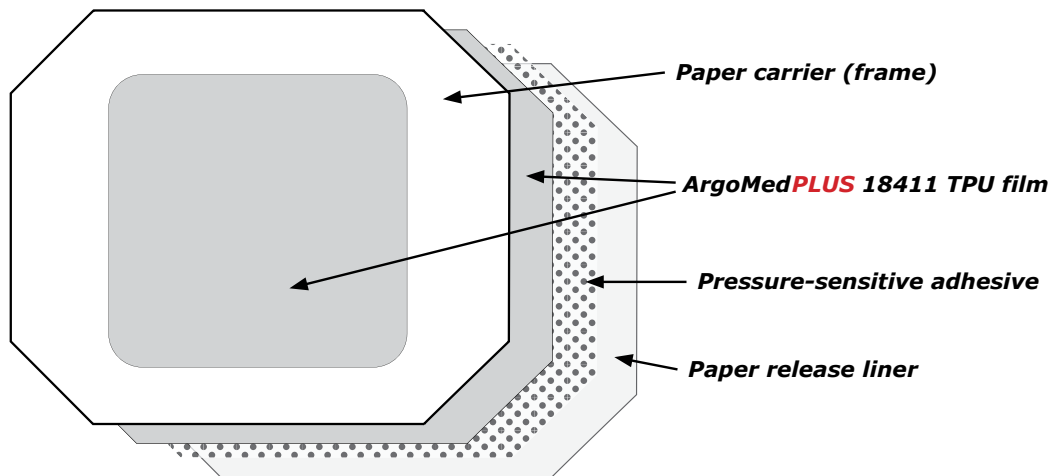 Paper carrier (frame)
ArgoMedPLUS 18411 TPU film
Pressure-sensitive adhesive
Paper release liner